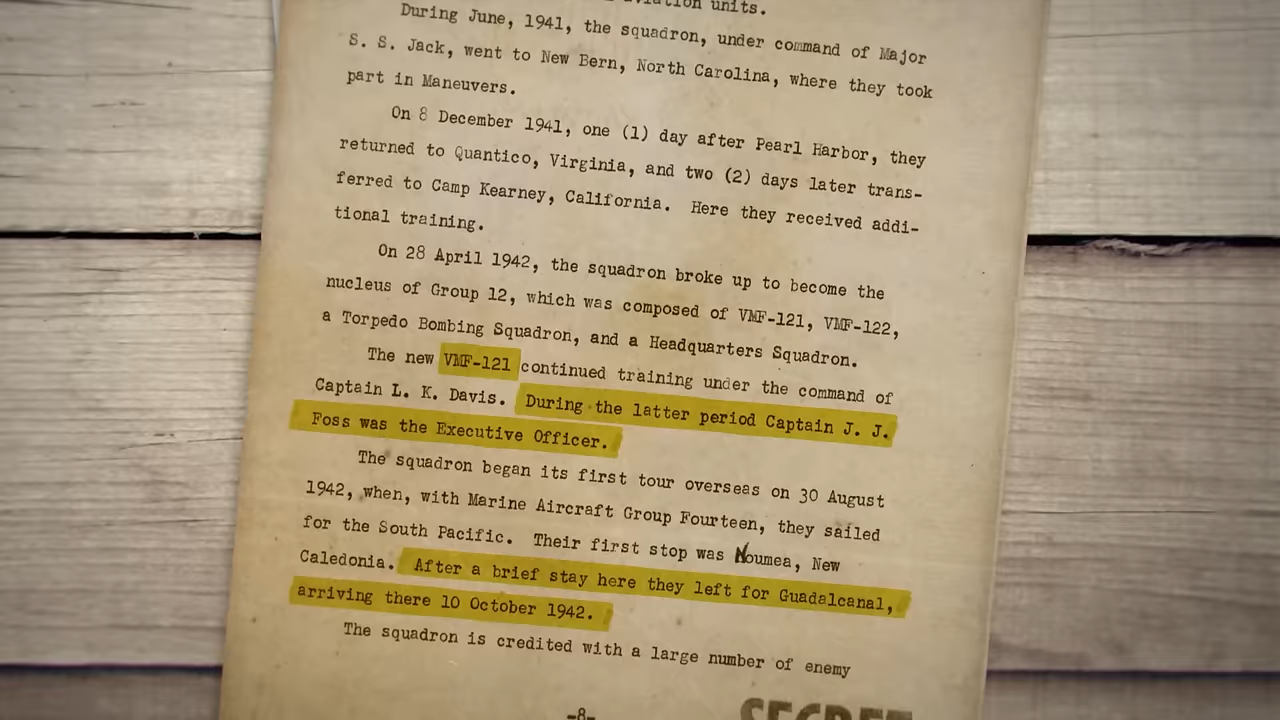 aviation units.
During June, 1941, the squadron, under command of Major
S. S. Jack, went to New Bern, North Carolina, where they took
part in Maneuvers.
On 8 December 1941, one (1) day after Pearl Harbor, they
returned to Quantico, Virginia, and two (2) days later trans-
ferred to Camp Kearney, California. Here they received addi-
tional training.
On 28 April 1942, the squadron broke up to become the
nucleus of Group 12, which was composed of VMF-121, VMF-122,
a Torpedo Bombing Squadron, and a Headquarters Squadron.
The new VMF-121 continued training under the command of
Captain L. K. Davis. During the latter period Captain J. J.
Foss was the Executive Officer.
The squadron began its first tour overseas on 30 August
1942, when, with Marine Aircraft Group Fourteen, they sailed
for the South Pacific. Their first stop was Noumea, New
Caledonia. After a brief stay here they left for Guadalcanal,
arriving there 10 October 1942.
The squadron is credited with a large number of enemy
-8-
SECRET